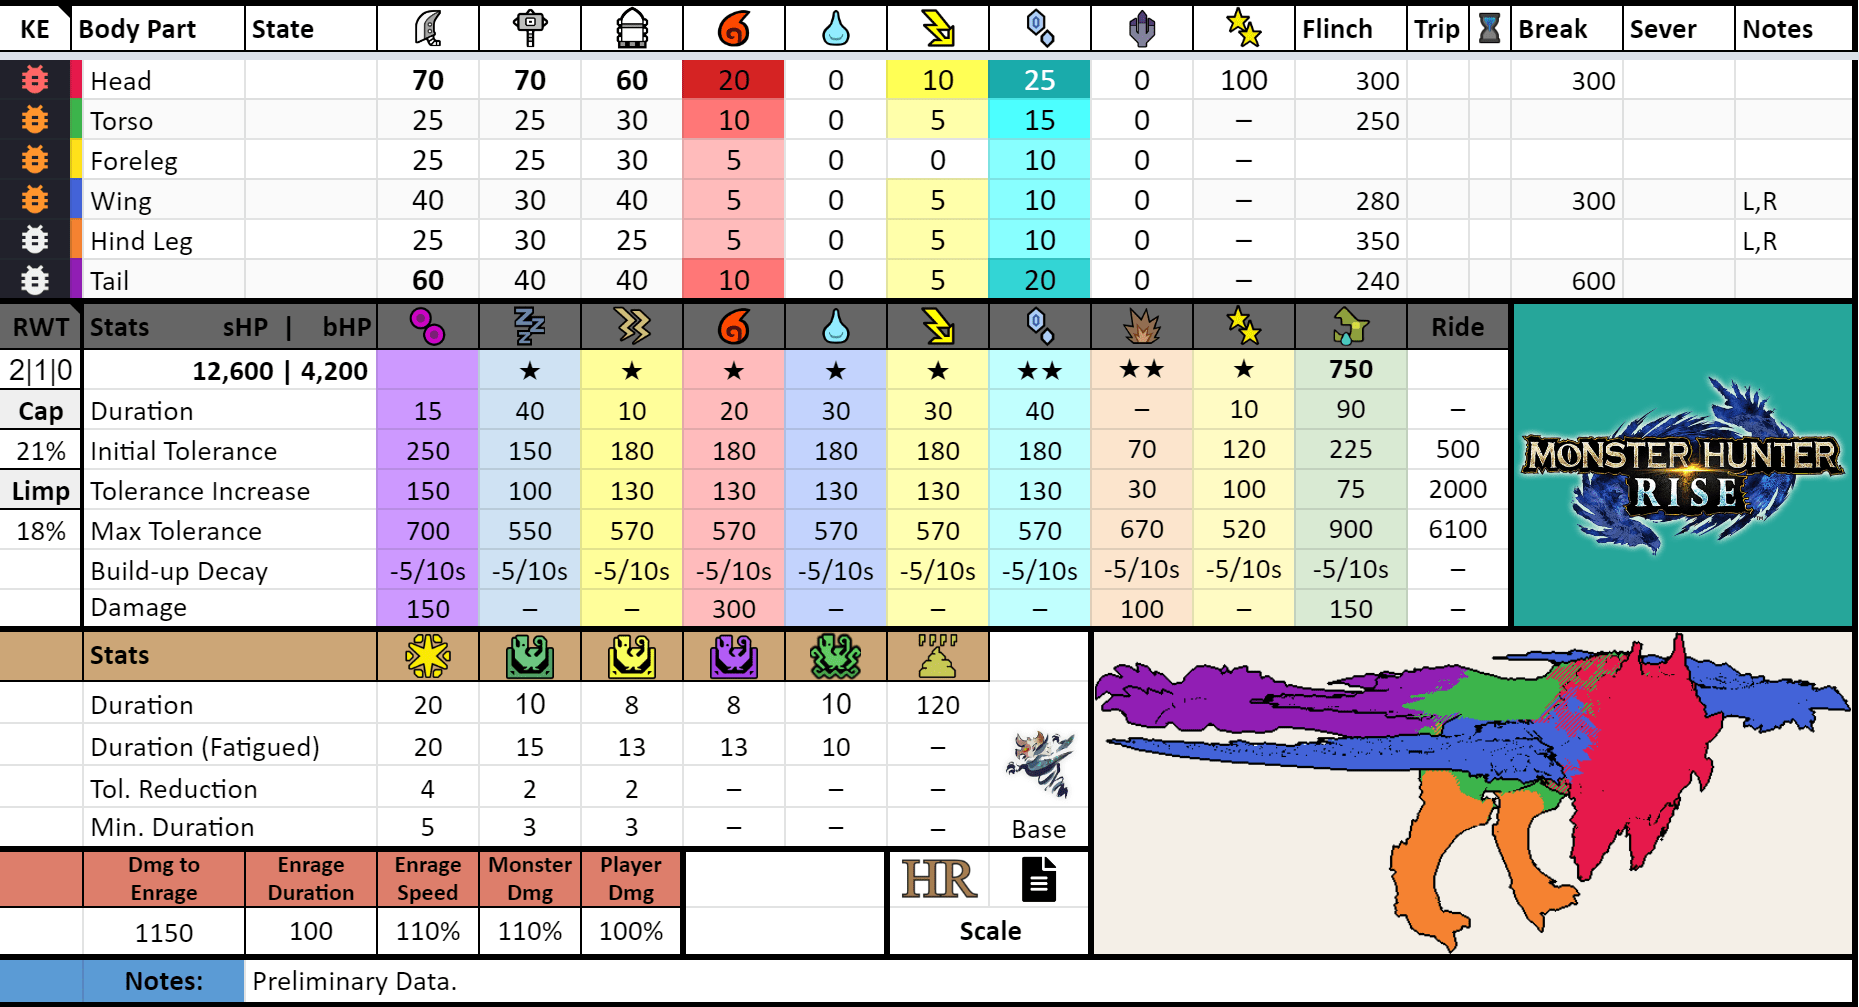 KE Body Part State Flinch Trip Break Sever Notes
Head 70 70 60 20 0 10 25 0 100 300 300
Torso 25 25 30 10 0 5 15 0 – 250
Foreleg 25 25 30 5 0 0 10 0 –
Wing 40 30 40 5 0 5 10 0 – 280 300 L,R
Hind Leg 25 30 25 5 0 5 10 0 – 350 L,R
Tail 60 40 40 10 0 5 20 0 – 240 600
RWT Stats sHP | bHP Ride
2|1|0 12,600 | 4,200 ★ ★ ★ ★ ★ ★★ ★★ ★ 750
Cap Duration 15 40 10 20 30 30 40 – 10 90 –
21% Initial Tolerance 250 150 180 180 180 180 180 70 120 225 500
Limp Tolerance Increase 150 100 130 130 130 130 130 30 100 75 2000
18% Max Tolerance 700 550 570 570 570 570 570 670 520 900 6100
Build-up Decay -5/10s -5/10s -5/10s -5/10s -5/10s -5/10s -5/10s -5/10s -5/10s -5/10s –
Damage 150 – – 300 – – – 100 – 150 –
MONSTER HUNTER
RISE
Stats
Duration 20 10 8 8 10 120
Duration (Fatigued) 20 15 13 13 10 –
Tol. Reduction 4 2 2 – – –
Min. Duration 5 3 3 – – – Base
Dmg to Enrage Enrage Monster Player
Enrage Duration Speed Dmg Dmg HR
1150 100 110% 110% 100% Scale
Notes: Preliminary Data.